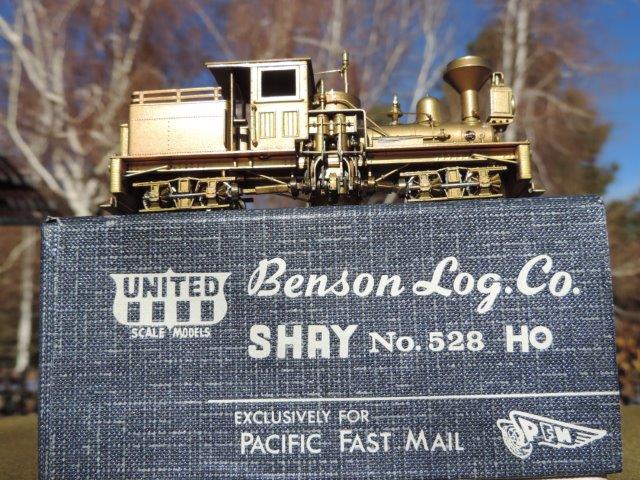 UNITED
SCALE MODELS
Benson Log. Co.
SHAY No. 528 HO
EXCLUSIVELY FOR
PACIFIC FAST MAIL
PFM